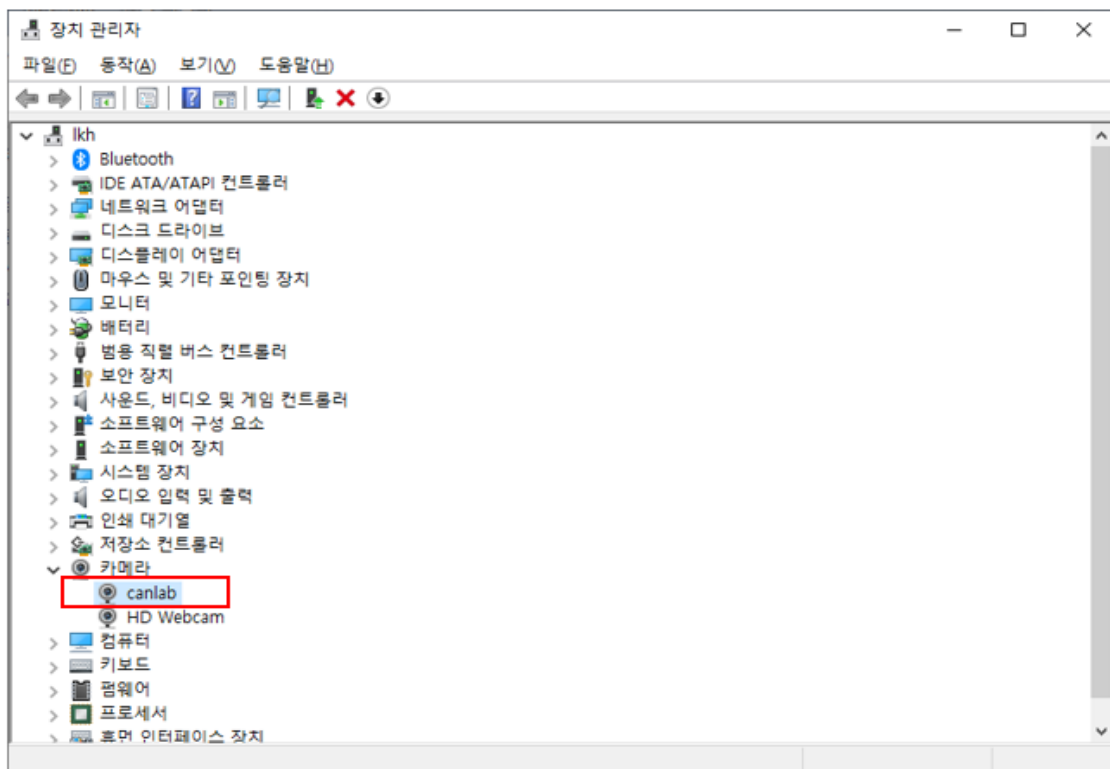 장치 관리자
파일(F) 동작(A) 보기(V) 도움말(H)
lkh
Bluetooth
IDE ATA/ATAPI 컨트롤러
네트워크 어댑터
디스크 드라이브
디스플레이 어댑터
마우스 및 기타 포인팅 장치
모니터
배터리
범용 직렬 버스 컨트롤러
보안 장치
사운드, 비디오 및 게임 컨트롤러
소프트웨어 구성 요소
소프트웨어 장치
시스템 장치
오디오 입력 및 출력
인쇄 대기열
저장소 컨트롤러
카메라
canlab
HD Webcam
컴퓨터
키보드
펌웨어
프로세서
휴먼 인터페이스 장치